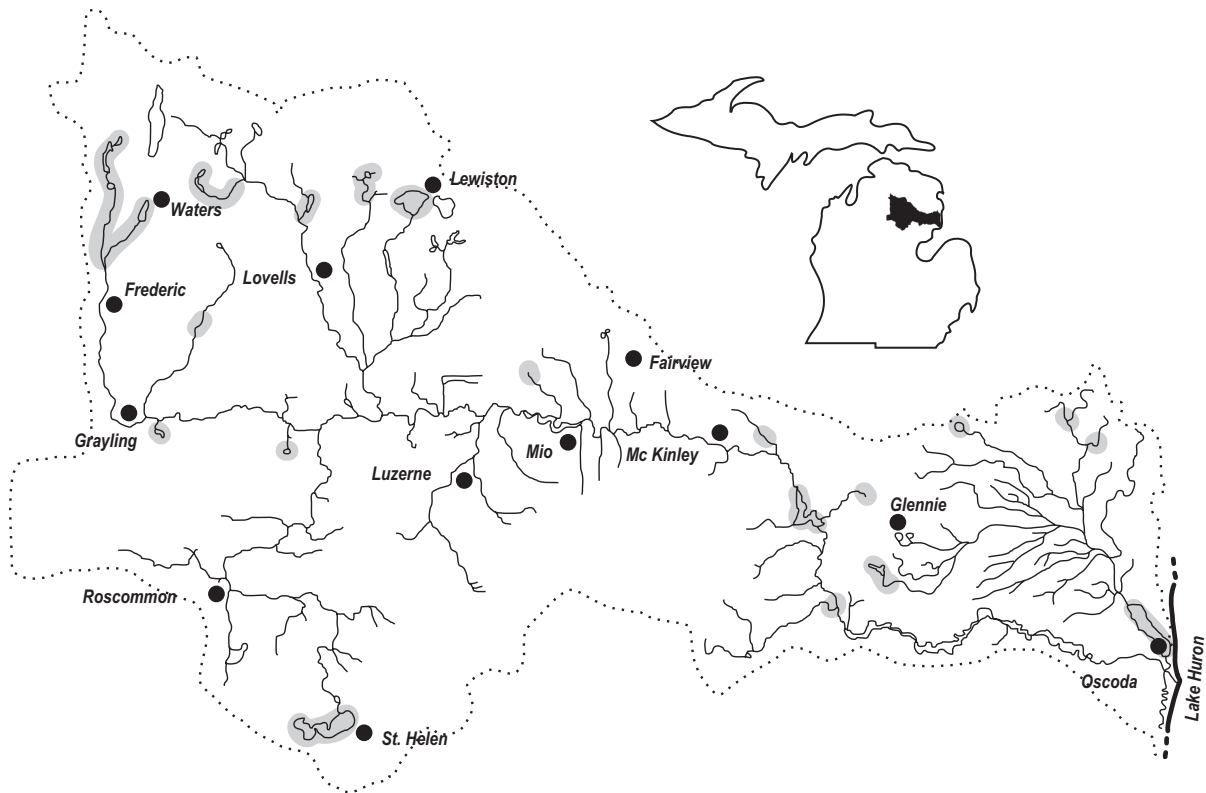 Lewiston
Waters
Lovells
Frederic
Fairview
Grayling
Mio
Mc Kinley
Luzerne
Glennie
Roscommon
Lake Huron
Oscoda
St. Helen